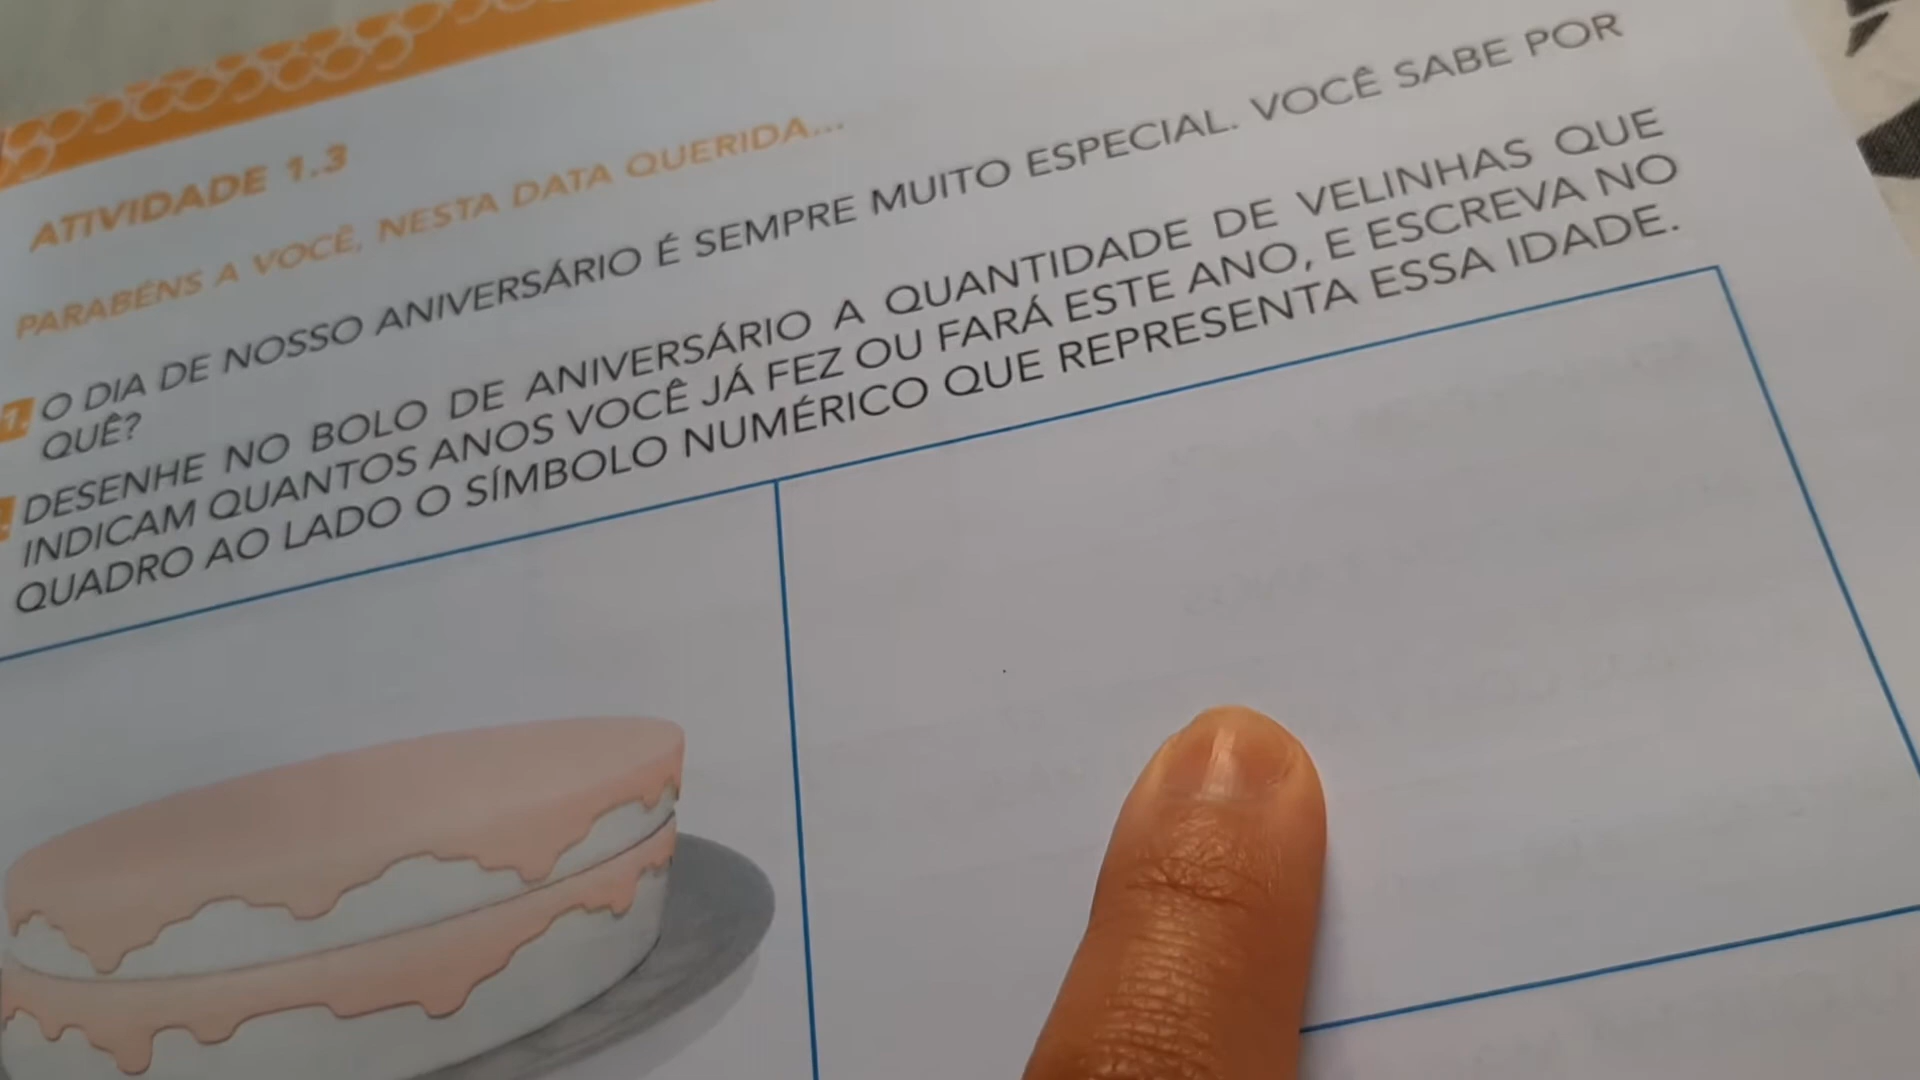 ATIVIDADE 1.3
PARABÉNS A VOCÊ, NESTA DATA QUERIDA...
1. O DIA DE NOSSO ANIVERSÁRIO É SEMPRE MUITO ESPECIAL. VOCÊ SABE POR
QUÊ?
DESENHE NO BOLO DE ANIVERSÁRIO A QUANTIDADE DE VELINHAS QUE
INDICAM QUANTOS ANOS VOCÊ JÁ FEZ OU FARÁ ESTE ANO, E ESCREVA NO
QUADRO AO LADO O SÍMBOLO NUMÉRICO QUE REPRESENTA ESSA IDADE.